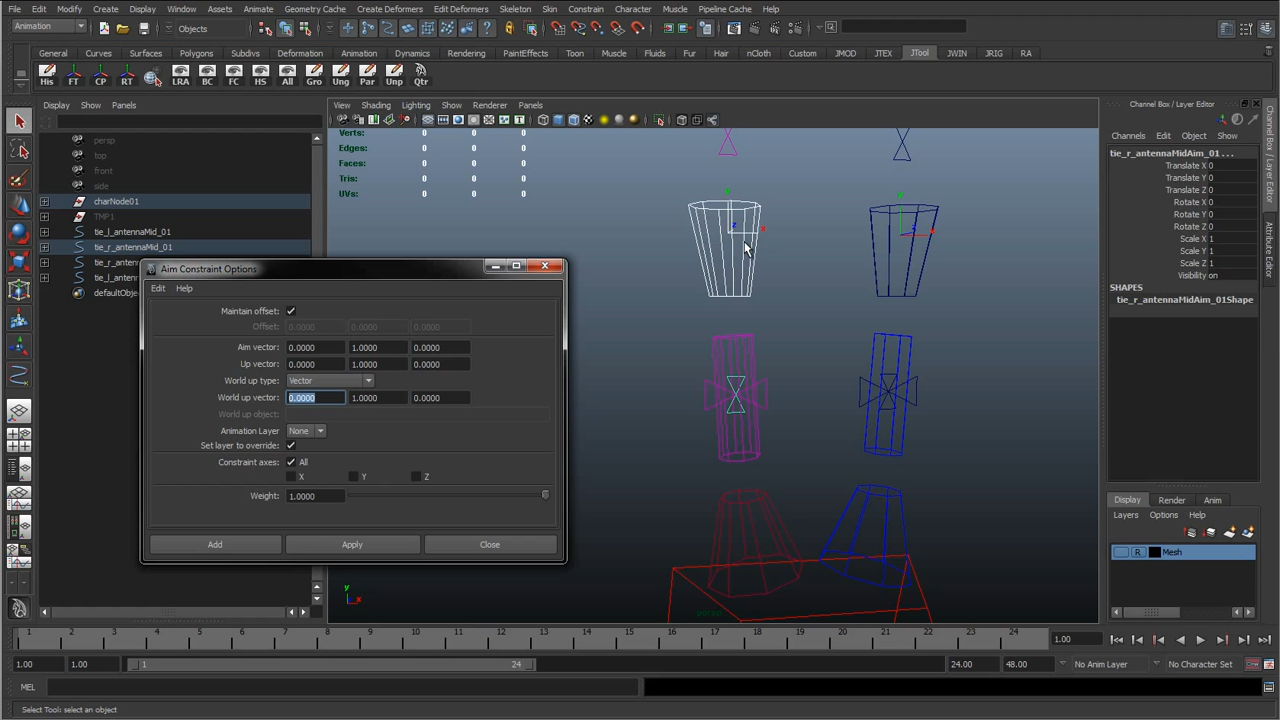 File Edit Modify Create Display Window Assets Animate Geometry Cache Create Deformers Edit Deformers Skeleton Skin Constrain Character Muscle Pipeline Cache Help
Animation Objects
General Curves Surfaces Polygons Subdivs Deformation Animation Dynamics Rendering PaintEffects Toon Muscle Fluids Fur Hair nCloth Custom JMOD JTEX JTool JWIN JRIG RA
His FT CP RT LRA BC FC HS All Gro Ung Par Unp Qtr
Display Show Panels
View Shading Lighting Show Renderer Panels
Channel Box / Layer Editor
Channels Edit Object Show
persp
top
front
side
charNode01
TMP1
tie_l_antennaMid_01
tie_r_antennaMid_01
tie_r_anten
tie_l_anten
defaultObje
Verts: 0 0 0
Edges: 0 0 0
Faces: 0 0 0
Tris: 0 0 0
UVs: 0 0 0
y
z
x
y
z
x
y
x
persp
tie_r_antennaMidAim_01 ...
Translate X 0
Translate Y 0
Translate Z 0
Rotate X 0
Rotate Y 0
Rotate Z 0
Scale X 1
Scale Y 1
Scale Z 1
Visibility on
SHAPES
tie_r_antennaMidAim_01Shape
Channel Box / Layer Editor
Attribute Editor
Aim Constraint Options
Edit Help
Maintain offset:
Offset: 0.0000 0.0000 0.0000
Aim vector: 0.0000 1.0000 0.0000
Up vector: 0.0000 1.0000 0.0000
World up type: Vector
World up vector: 0.0000 1.0000 0.0000
World up object:
Animation Layer None
Set layer to override:
Constraint axes: All
X Y Z
Weight: 1.0000
Add Apply Close
Display Render Anim
Layers Options Help
R Mesh
1 2 3 4 5 6 7 8 9 10 11 12 13 14 15 16 17 18 19 20 21 22 23 24 1.00
1.00 1.00 1 24 24.00 48.00 No Anim Layer No Character Set
MEL
Select Tool: select an object